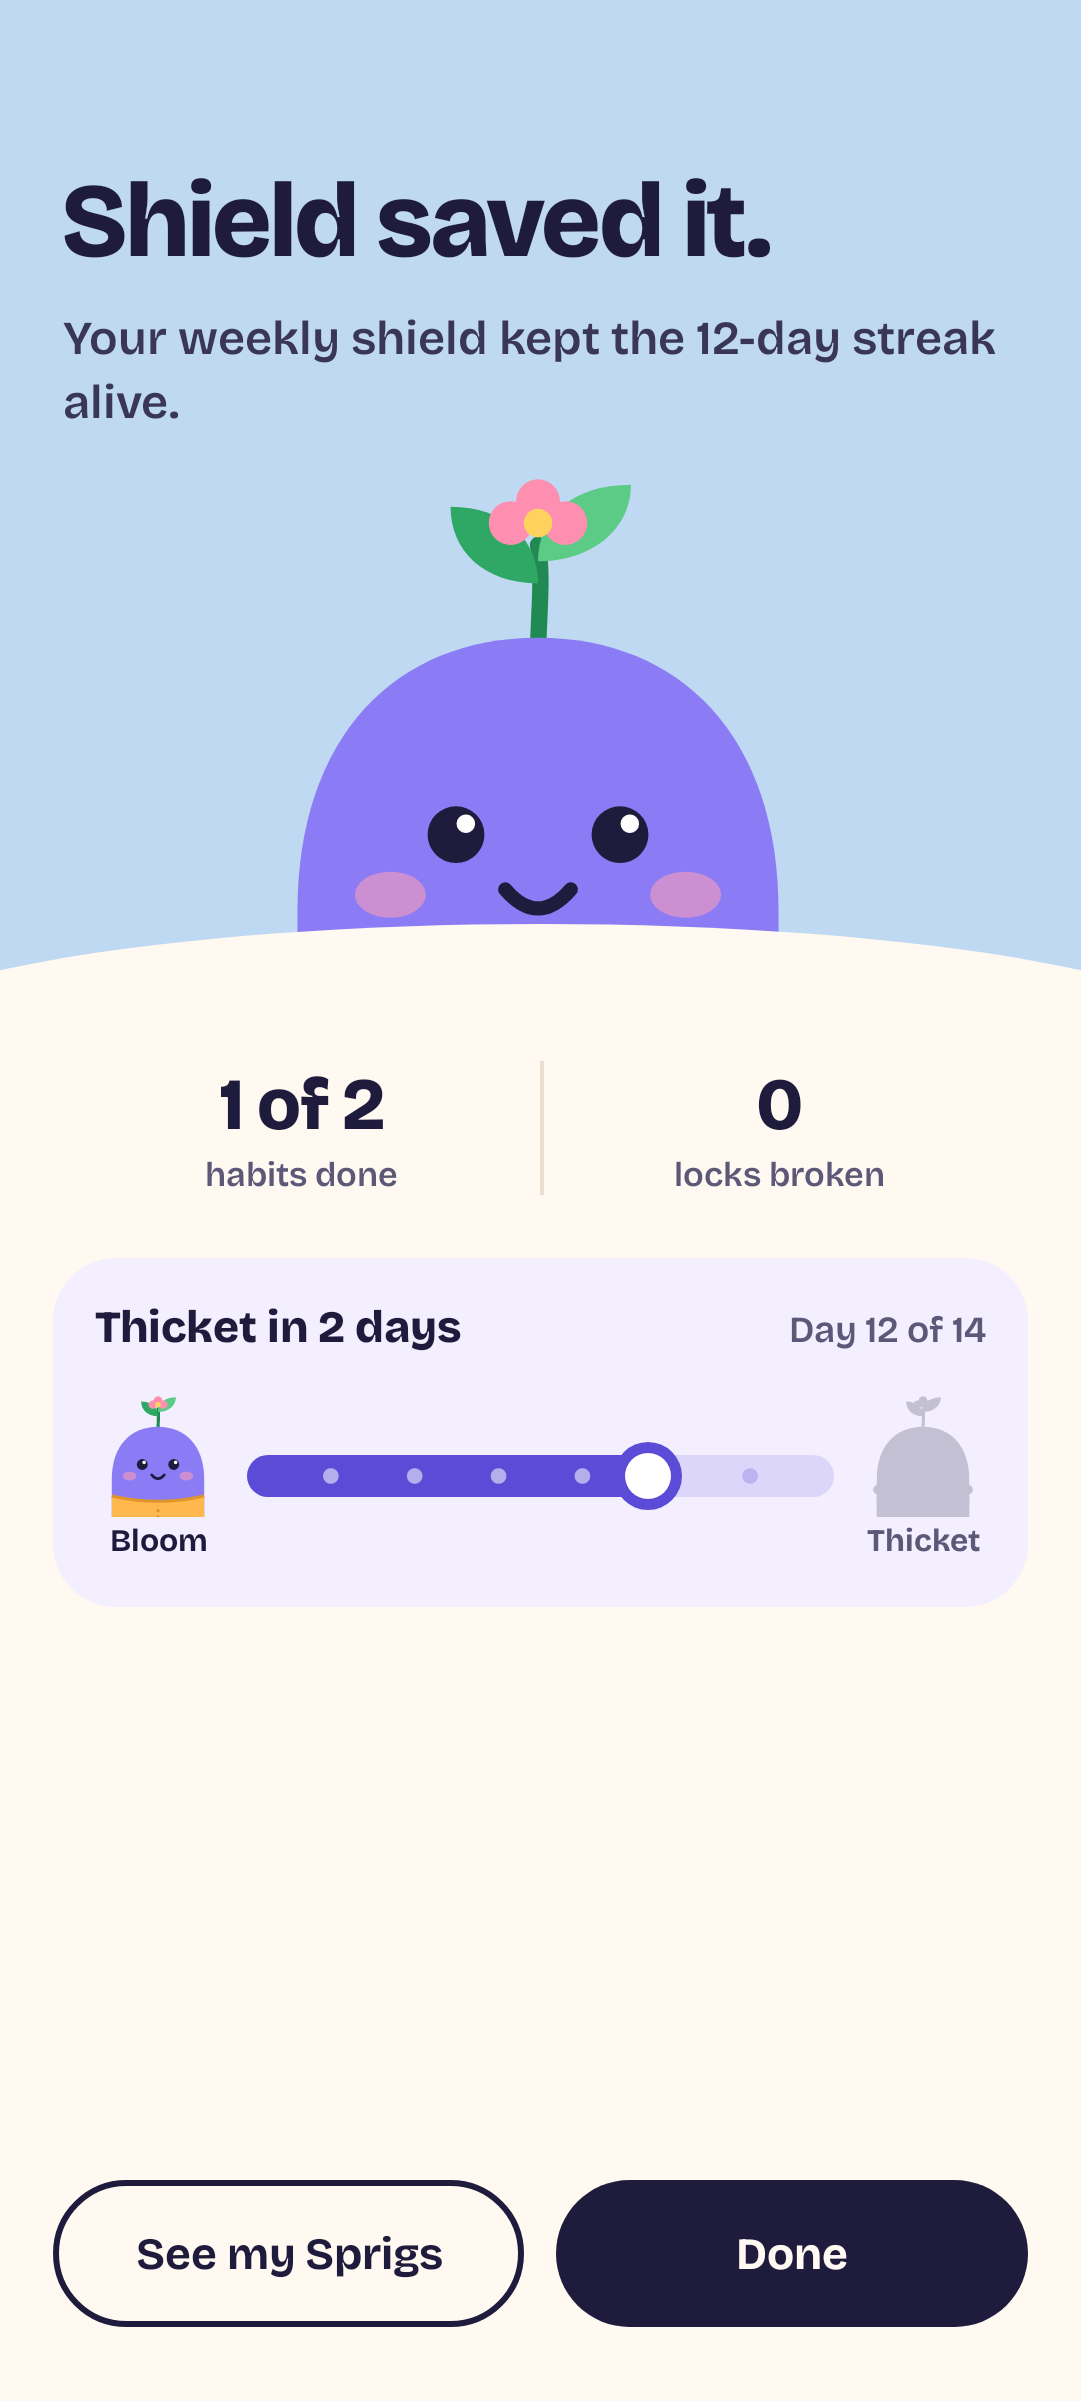 Shield saved it.
Your weekly shield kept the 12-day streak
alive.
1 of 2
habits done
0
locks broken
Thicket in 2 days
Day 12 of 14
Bloom
Thicket
See my Sprigs
Done